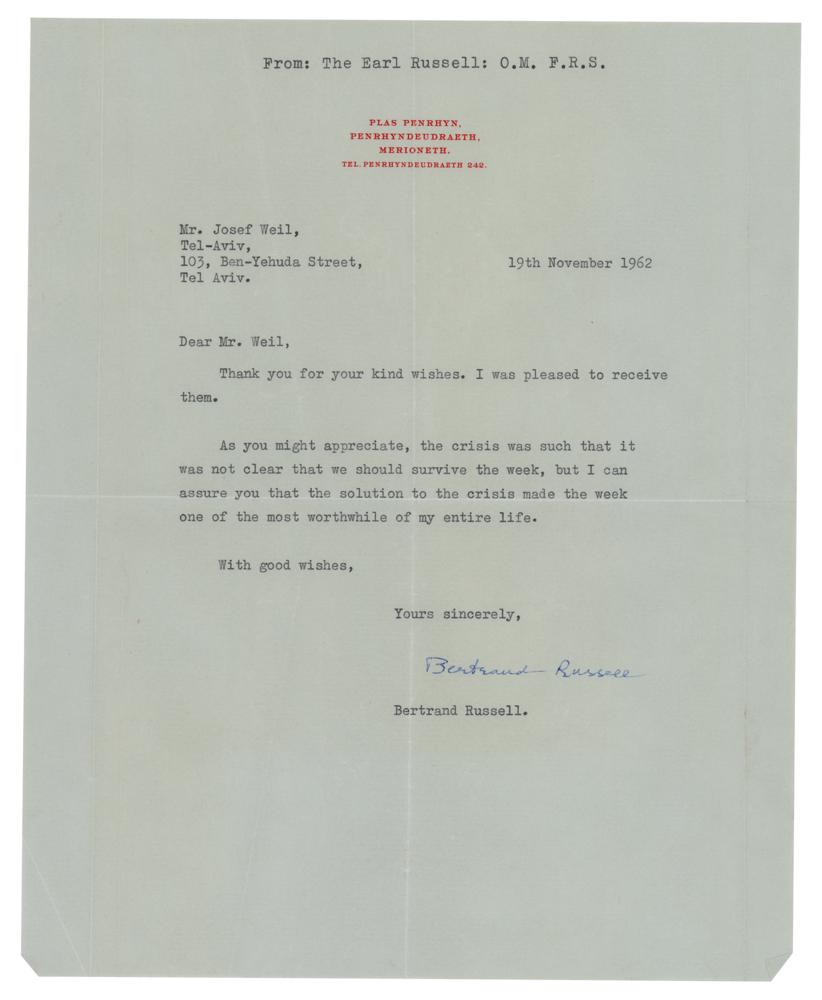 From: The Earl Russell: O.M. F.R.S.
PLAS PENRHYN,
PENRHYNDEUDRAETH,
MERIONETH.
TEL. PENRHYNDEUDRAETH 242.
Mr. Josef Weil,
Tel-Aviv,
103, Ben-Yehuda Street,
Tel Aviv.
19th November 1962
Dear Mr. Weil,
Thank you for your kind wishes. I was pleased to receive
them.
As you might appreciate, the crisis was such that it
was not clear that we should survive the week, but I can
assure you that the solution to the crisis made the week
one of the most worthwhile of my entire life.
With good wishes,
Yours sincerely,
Bertrand Russell
Bertrand Russell.